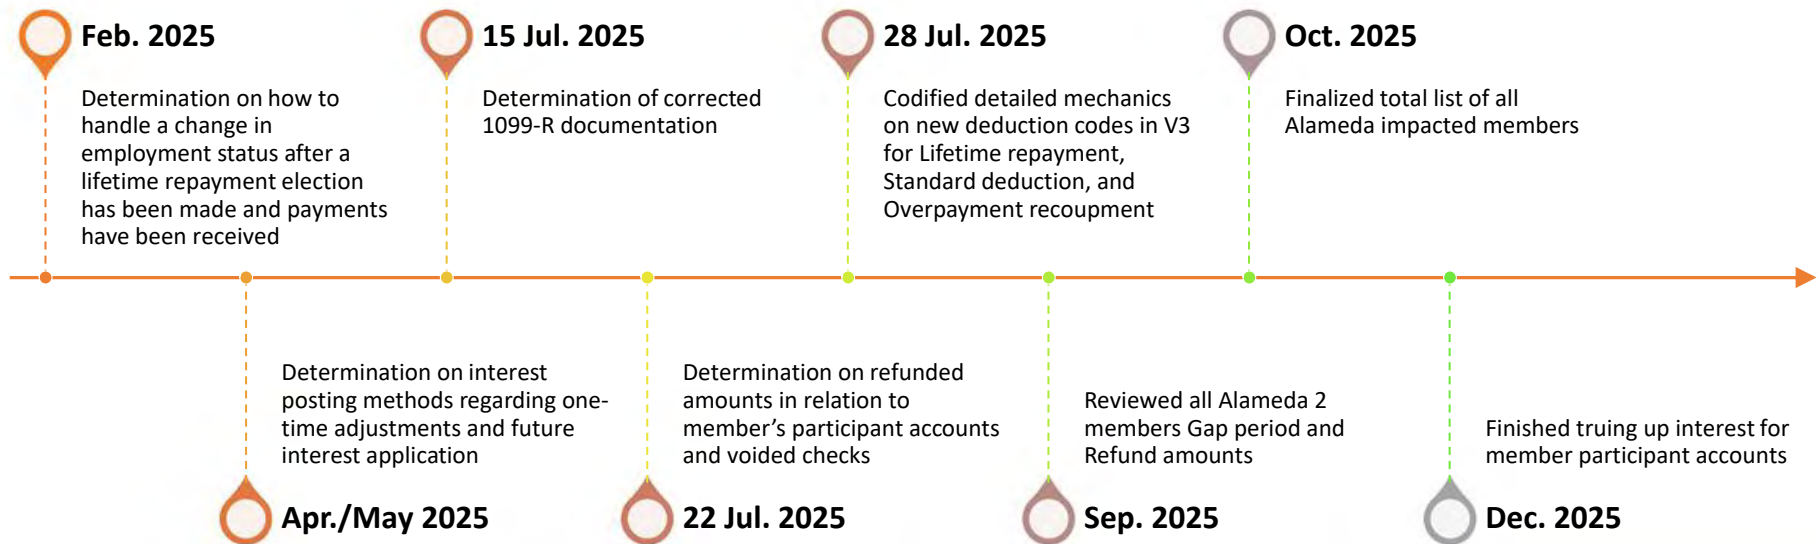 Feb. 2025
Determination on how to
handle a change in
employment status after a
lifetime repayment election
has been made and payments
have been received
15 Jul. 2025
Determination of corrected
1099-R documentation
28 Jul. 2025
Codified detailed mechanics
on new deduction codes in V3
for Lifetime repayment,
Standard deduction, and
Overpayment recoupment
Oct. 2025
Finalized total list of all
Alameda impacted members
Determination on interest
posting methods regarding one-
time adjustments and future
interest application
Apr./May 2025
Determination on refunded
amounts in relation to
member’s participant accounts
and voided checks
22 Jul. 2025
Reviewed all Alameda 2
members Gap period and
Refund amounts
Sep. 2025
Finished truing up interest for
member participant accounts
Dec. 2025